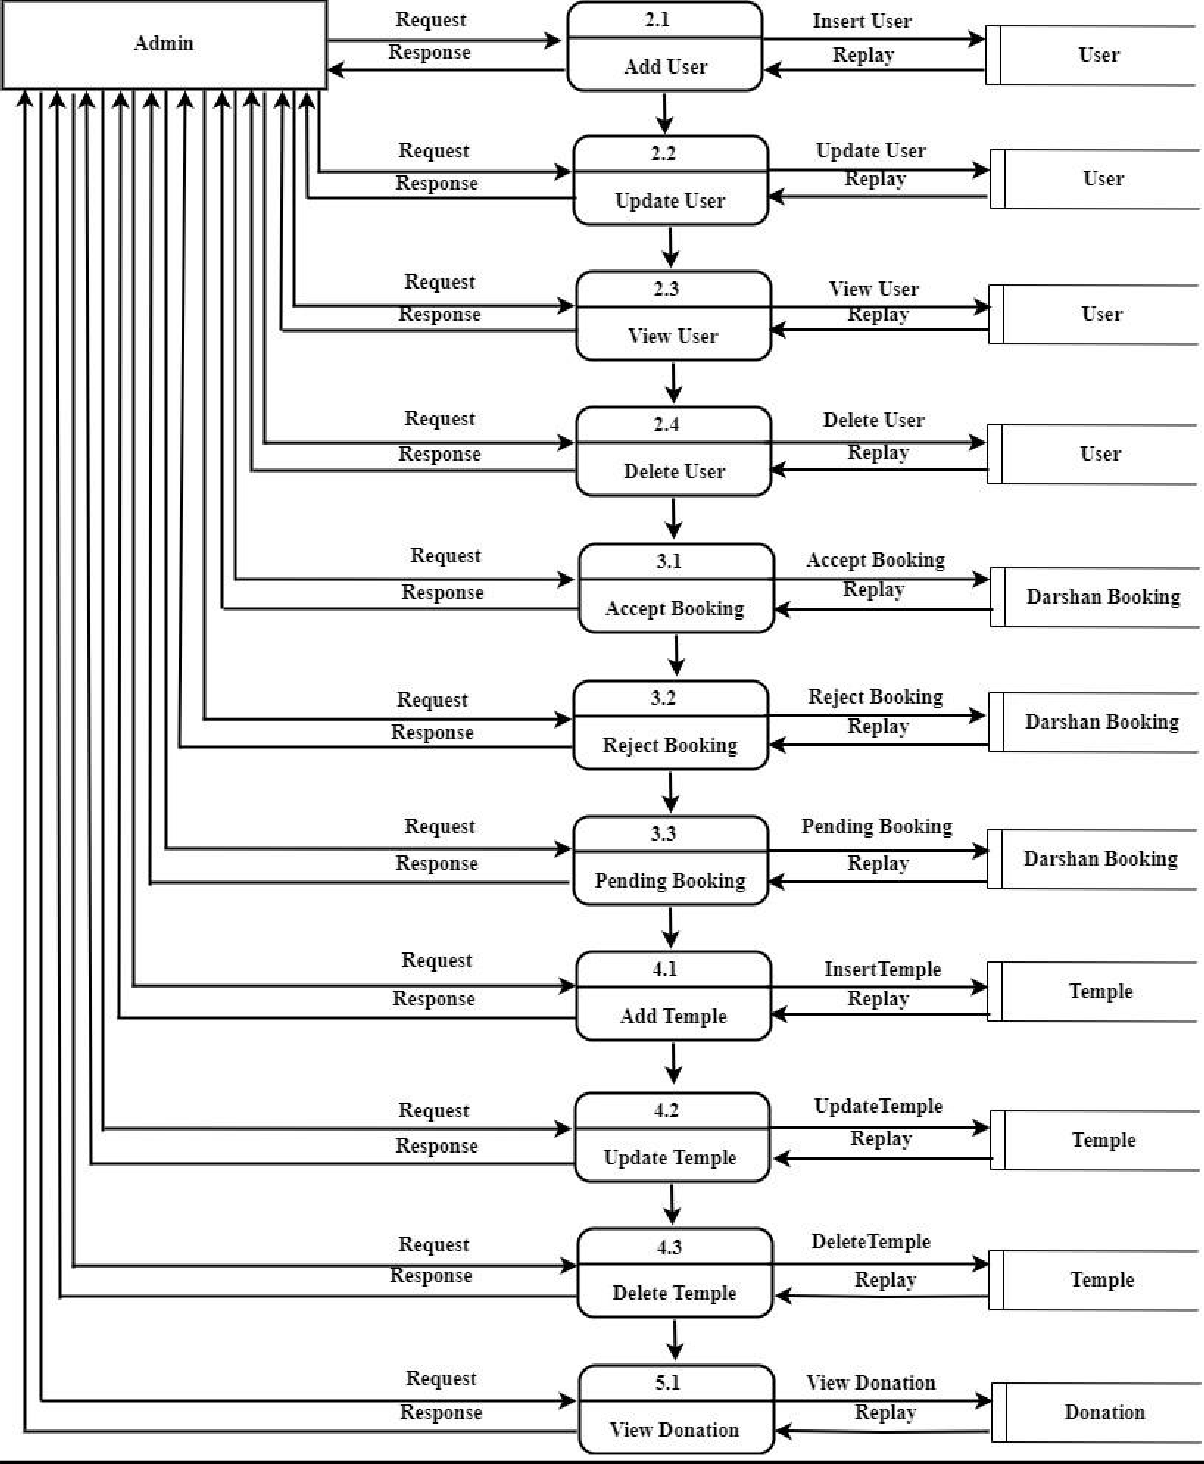 Admin
Request
Response
2.1
Add User
Insert User
Replay
User
Request
Response
2.2
Update User
Update User
Replay
User
Request
Response
2.3
View User
View User
Replay
User
Request
Response
2.4
Delete User
Delete User
Replay
User
Request
Response
3.1
Accept Booking
Accept Booking
Replay
Darshan Booking
Request
Response
3.2
Reject Booking
Reject Booking
Replay
Darshan Booking
Request
Response
3.3
Pending Booking
Pending Booking
Replay
Darshan Booking
Request
Response
4.1
Add Temple
InsertTemple
Replay
Temple
Request
Response
4.2
Update Temple
UpdateTemple
Replay
Temple
Request
Response
4.3
Delete Temple
DeleteTemple
Replay
Temple
Request
Response
5.1
View Donation
View Donation
Replay
Donation